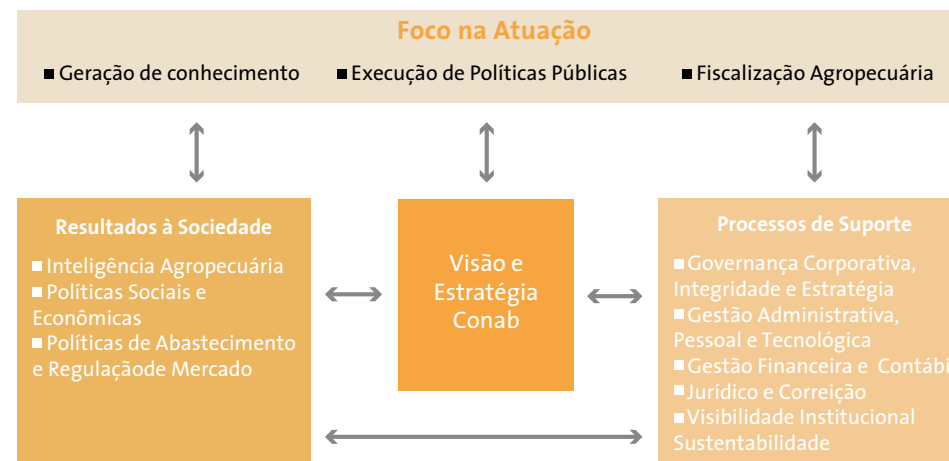 Foco na Atuação
■ Geração de conhecimento ■ Execução de Políticas Públicas ■ Fiscalização Agropecuária
Resultados à Sociedade
■ Inteligência Agropecuária
■ Políticas Sociais e
Econômicas
■ Políticas de Abastecimento
e Regulaçãode Mercado
Visão e
Estratégia
Conab
Processos de Suporte
■ Governança Corporativa,
Integridade e Estratégia
■ Gestão Administrativa,
Pessoal e Tecnológica
■ Gestão Financeira e Contábi
■ Jurídico e Correição
■ Visibilidade Institucional
Sustentabilidade